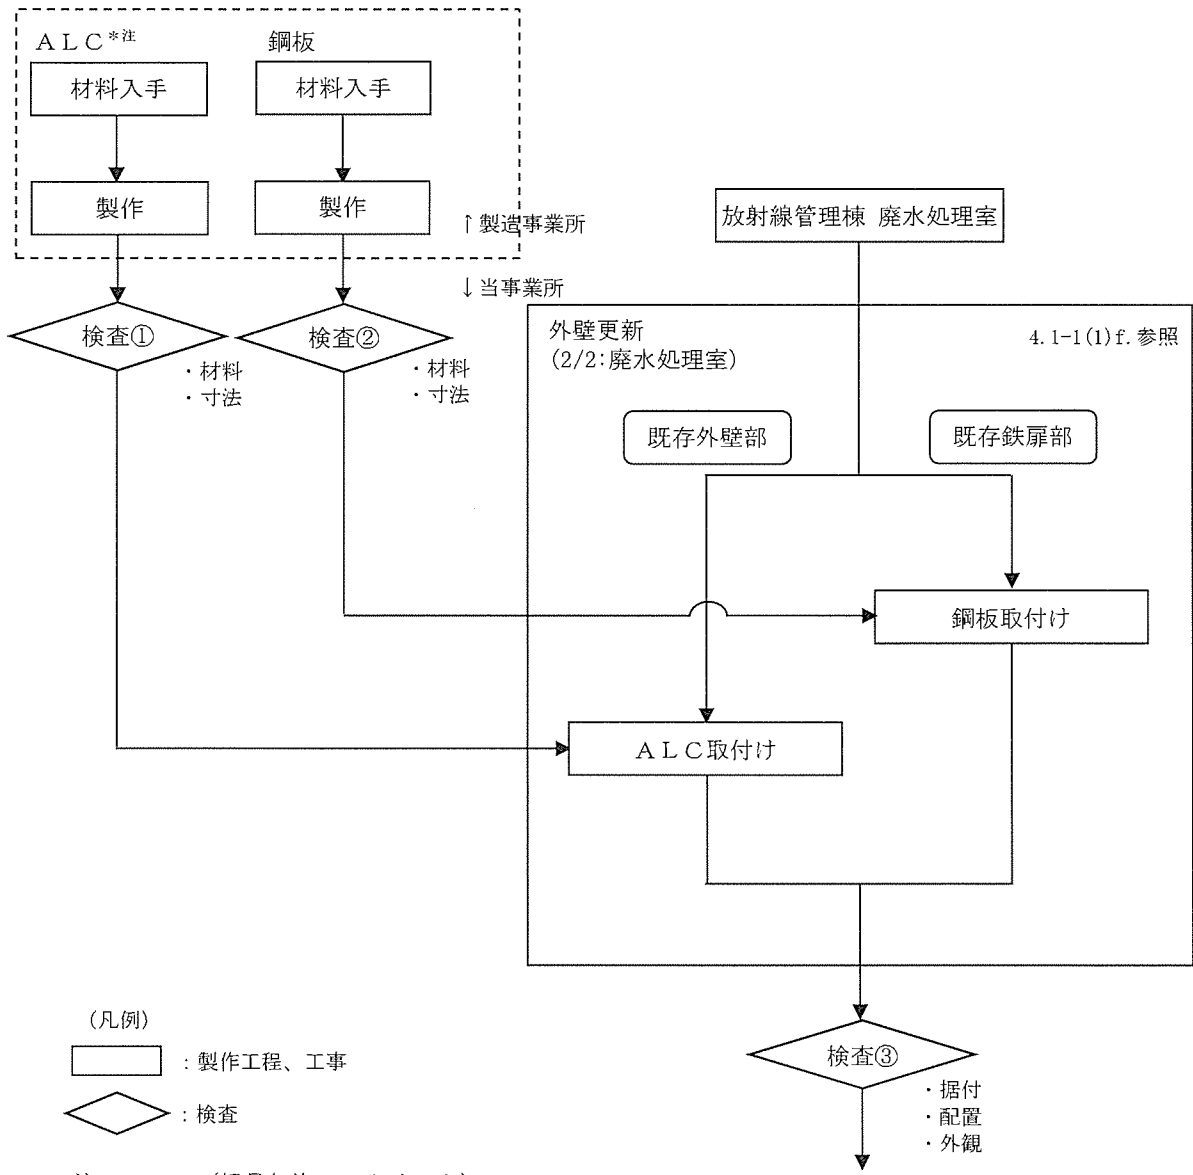 ＡＬＣ*注
鋼板
材料入手
材料入手
製作
製作
↑製造事業所
↓当事業所
放射線管理棟 廃水処理室
検査①
・材料
・寸法
検査②
・材料
・寸法
外壁更新
(2/2:廃水処理室)
4.1-1(1)f.参照
既存外壁部
既存鉄扉部
鋼板取付け
ＡＬＣ取付け
検査③
・据付
・配置
・外観
(凡例)
：製作工程、工事
：検査